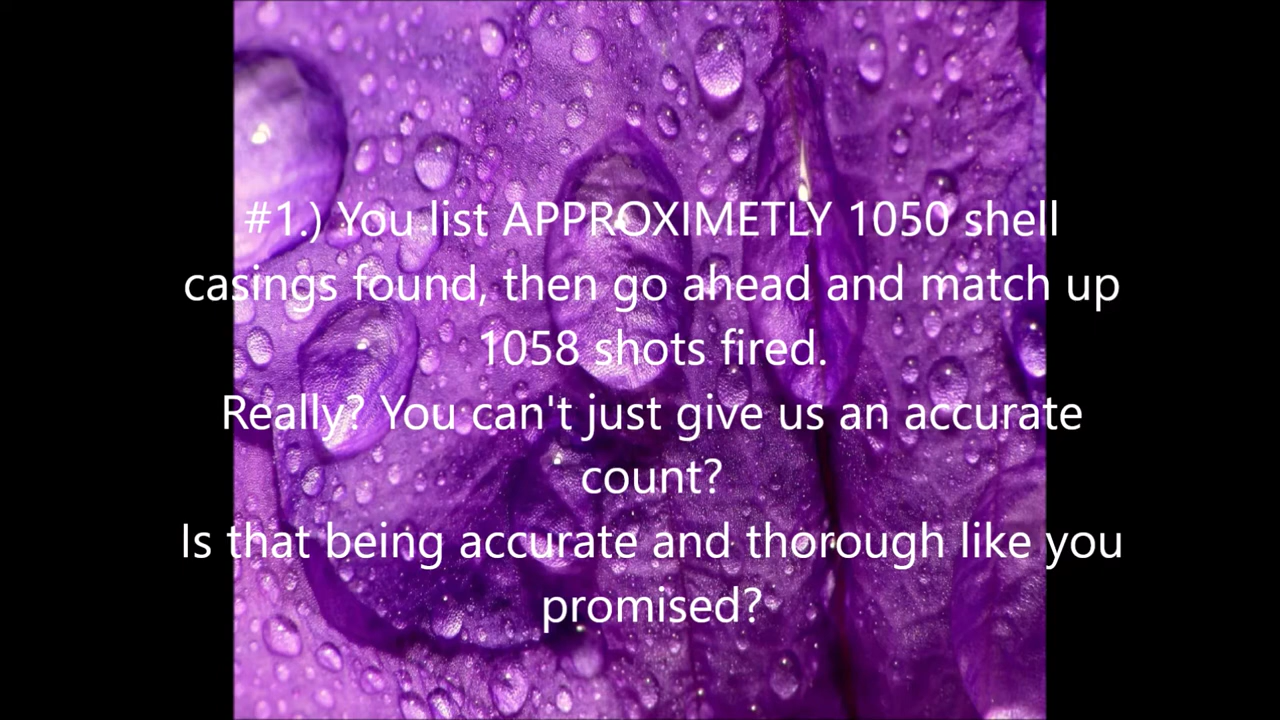 #1.) You list APPROXIMETLY 1050 shell
casings found, then go ahead and match up
1058 shots fired.
Really? You can't just give us an accurate
count?
Is that being accurate and thorough like you
promised?